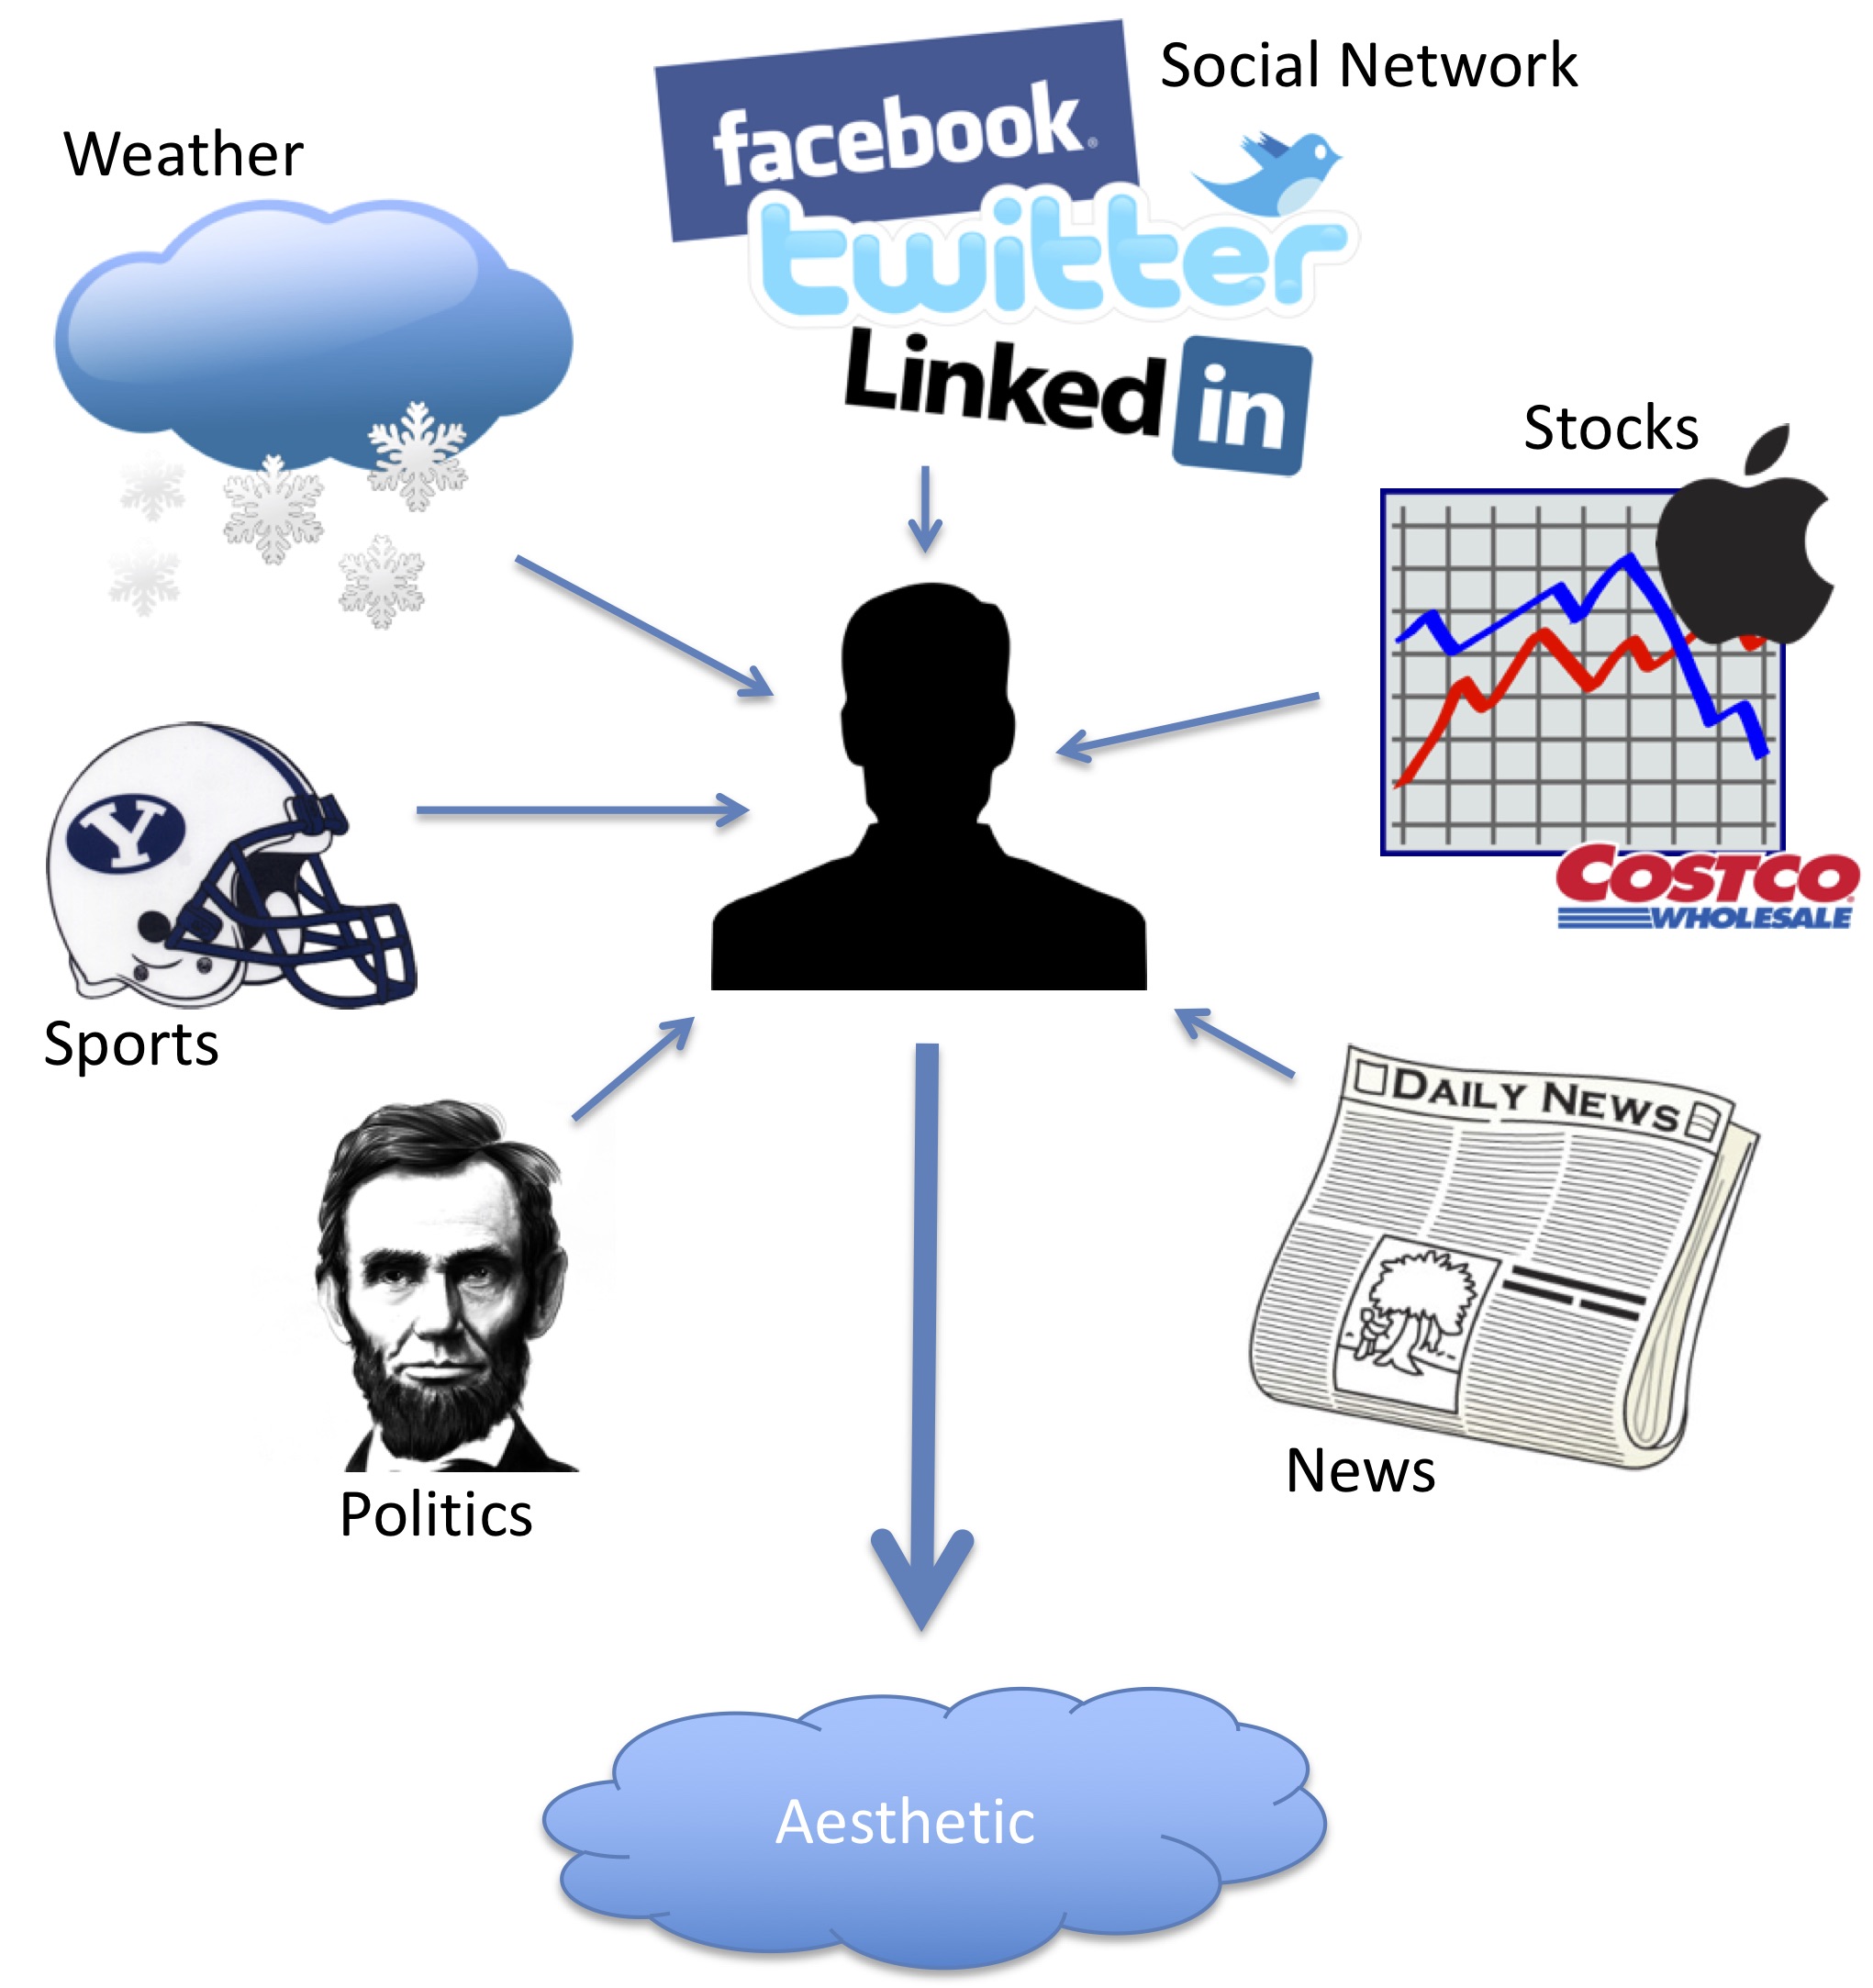 Social Network
facebook
twitter
Linked in
Weather
Stocks
COSTCO
WHOLESALE
Y
Sports
DAILY NEWS
News
Politics
Aesthetic